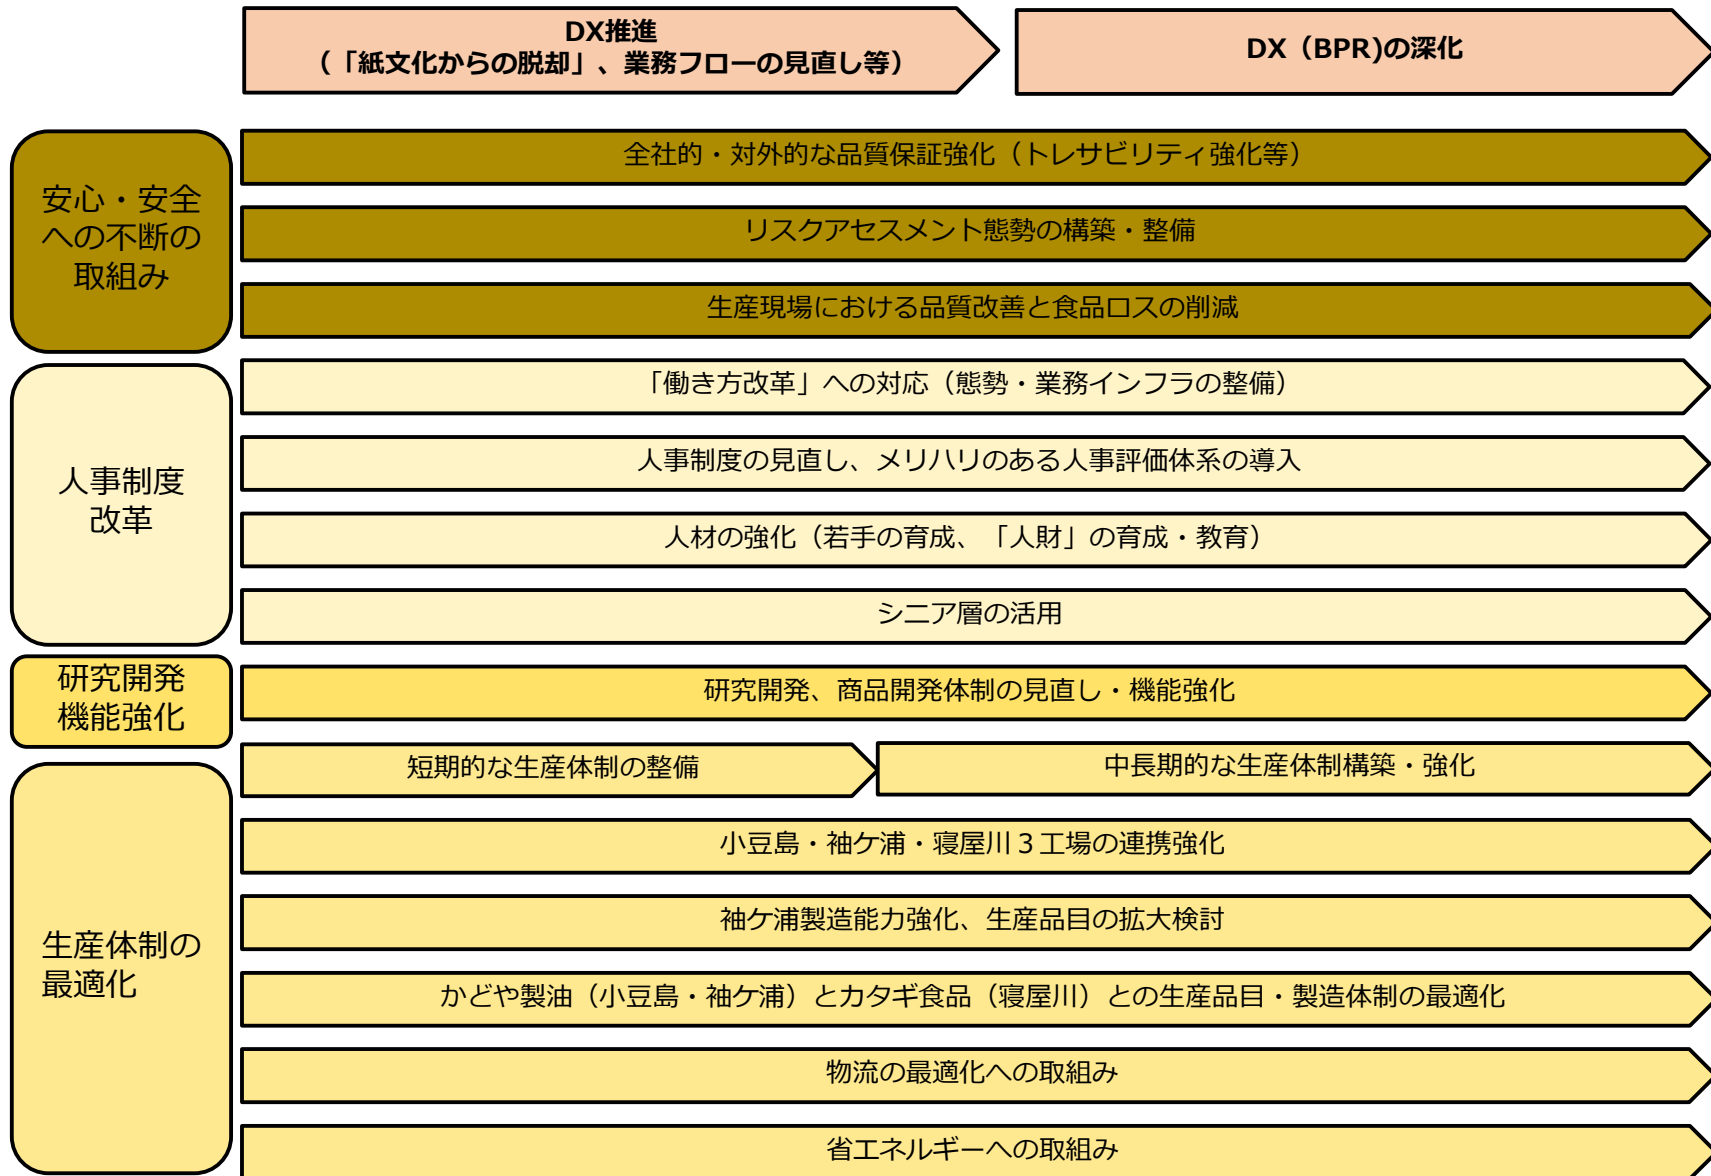 DX推進
（「紙文化からの脱却」、業務フローの見直し等）
DX（BPR)の深化
安心・安全
への不断の
取組み
全社的・対外的な品質保証強化（トレサビリティ強化等）
リスクアセスメント態勢の構築・整備
生産現場における品質改善と食品ロスの削減
人事制度
改革
「働き方改革」への対応（態勢・業務インフラの整備）
人事制度の見直し、メリハリのある人事評価体系の導入
人材の強化（若手の育成、「人財」の育成・教育）
シニア層の活用
研究開発
機能強化
研究開発、商品開発体制の見直し・機能強化
生産体制の
最適化
短期的な生産体制の整備
中長期的な生産体制構築・強化
小豆島・袖ケ浦・寝屋川３工場の連携強化
袖ケ浦製造能力強化、生産品目の拡大検討
かどや製油（小豆島・袖ケ浦）とカタギ食品（寝屋川）との生産品目・製造体制の最適化
物流の最適化への取組み
省エネルギーへの取組み